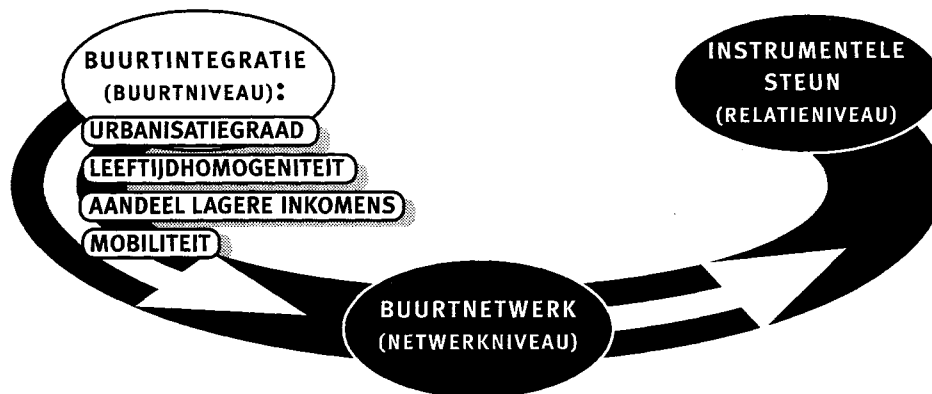 BUURTINTEGRATIE
(BUURTNIVEAU):
URBANISATIEGRAAD
LEEFTIJDHOMOGENITEIT
AANDEEL LAGERE INKOMENS
MOBILITEIT
BUURTNETWERK
(NETWERKNIVEAU)
INSTRUMENTELE
STEUN
(RELATIENIVEAU)